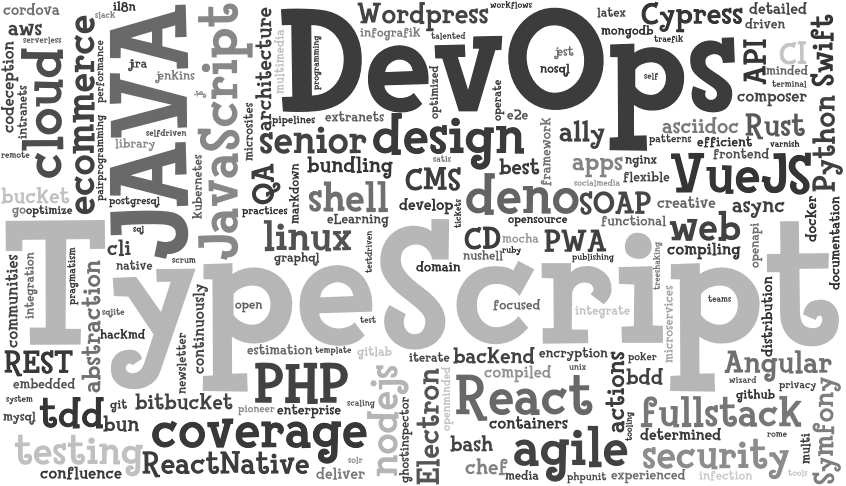 cordova
slack
i18n
aws
serverless
cloud
codeception
intranets
ecommerce
performance
pairprogramming
remote
JAVA
jra
jenkins
js
JavaScript
library
selfdriven
kubernetes
microsites
architecture
multimedia
programming
Wordpress
workflows
infografik
talented
DevOps
optimized
operate
jest
nosql
self
latex
mongodb
traefik
Cypress
detailed
driven
API
CI
minded
terminal
composer
Python
Swift
pipelines
extranets
e2e
sarchitecture
senior
design
framework
ally
patterns
asciidoc
Rust
efficient
varnish
frontend
bucket
gooptimize
postgresql
sql
QA
practices
markdown
bundling
satis
best
apps
nginx
socialmedia
flexible
VueJS
shell
CMS
eLearning
develop
tickets
deno
SOAP
opensource
functional
creative
async
docker
documentation
TypeScript
cli
native
scrum
linux
graphql
testdriven
domain
CD
mocha
nushell
ruby
PWA
publishing
web
compiling
treeshaking
openapi
communities
integration
pragmatism
abstraction
sqlite
hackmd
newsletter
continuously
open
test
focused
integrate
microservices
teams
distribution
REST
embedded
estimation
template
gitlab
iterate
backend
encryption
poker
Angular
unix
compiled
bdd
wizard
privacy
system
mysql
tdd
git
bun
bitbucket
PHP
pioneer
enterprise
scaling
nodejs
ghostinspector
Electron
openminded
React
containers
actions
tooling
github
fullstack
determined
rome
multi
Symfony
testing
coverage
confluence
ReactNative
solr
deliver
bash
chef
media
agile
phpunit
experienced
security
infection
tools